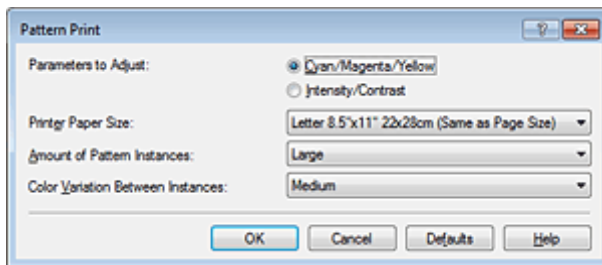 Pattern Print
Parameters to Adjust:
Cyan/Magenta/Yellow
Intensity/Contrast
Printer Paper Size:
Letter 8.5"x11" 22x28cm (Same as Page Size)
Amount of Pattern Instances:
Large
Color Variation Between Instances:
Medium
OK Cancel Defaults Help